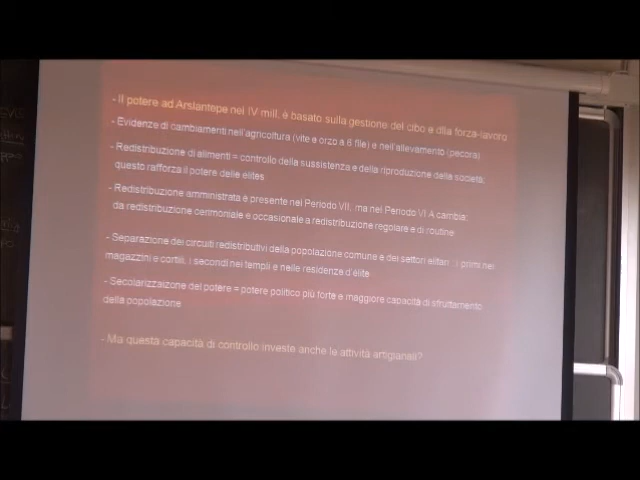 - Il potere ad Arslantepe nel IV mill. è basato sulla gestione del cibo e dlla forza-lavoro
- Evidenze di cambiamenti nell'agricoltura (vite e orzo a 6 file) e nell'allevamento (pecora)
- Redistribuzione di alimenti = controllo della sussistenza e della riproduzione della società;
questo rafforza il potere delle elites
- Redistribuzione amministrata è presente nel Periodo VII, ma nel Periodo VI A cambia:
da redistribuzione cerimoniale e occasionale a redistribuzione regolare e di routine
- Separazione dei circuiti redistributivi della popolazione comune e dei settori elitari : i primi nei
magazzini e cortili, i secondi nei templi e nelle residenze d'élite
- Secolarizzaizone del potere = potere politico più forte e maggiore capacità di sfruttamento
della popolazione
- Ma questa capacità di controllo investe anche le attività artigianali?